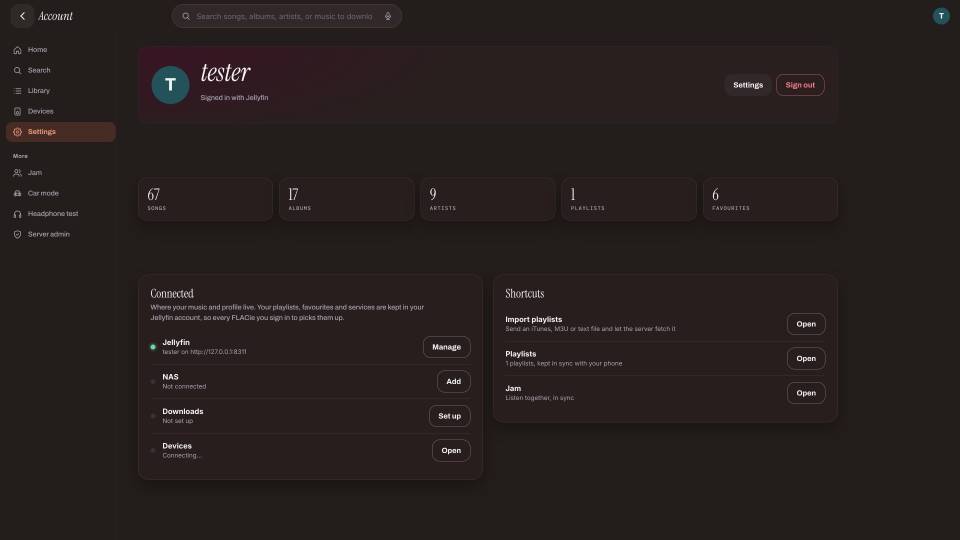 Account
Search songs, albums, artists, or music to downlo
T
Home
Search
Library
Devices
Settings
More
Jam
Car mode
Headphone test
Server admin
T
tester
Signed in with Jellyfin
Settings
Sign out
67
SONGS
17
ALBUMS
9
ARTISTS
1
PLAYLISTS
6
FAVOURITES
Connected
Where your music and profile live. Your playlists, favourites and services are kept in your
Jellyfin account, so every FLACie you sign in to picks them up.
Jellyfin
tester on http://127.0.0.1:8311
Manage
NAS
Not connected
Add
Downloads
Not set up
Set up
Devices
Connecting...
Open
Shortcuts
Import playlists
Send an iTunes, M3U or text file and let the server fetch it
Open
Playlists
1 playlists, kept in sync with your phone
Open
Jam
Listen together, in sync
Open